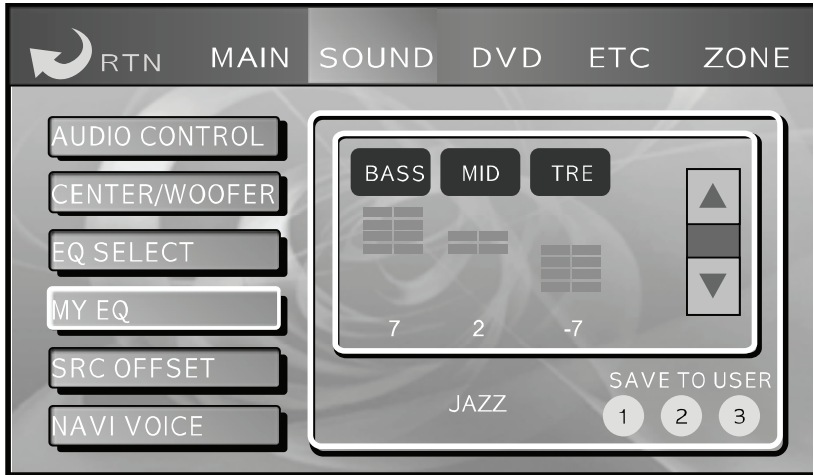 RTN MAIN SOUND DVD ETC ZONE
AUDIO CONTROL
CENTER/WOOFER
EQ SELECT
MY EQ
SRC OFFSET
NAVI VOICE
BASS MID TRE
7 2 -7
JAZZ
SAVE TO USER
1 2 3